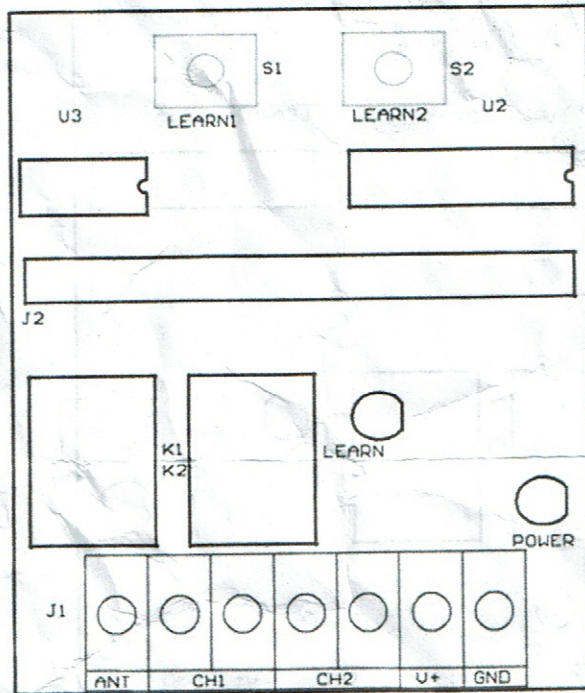 S1
S2
U3
LEARN1
LEARN2
U2
J2
K1
K2
LEARN
POWER
J1
ANT
CH1
CH2
V+
GND